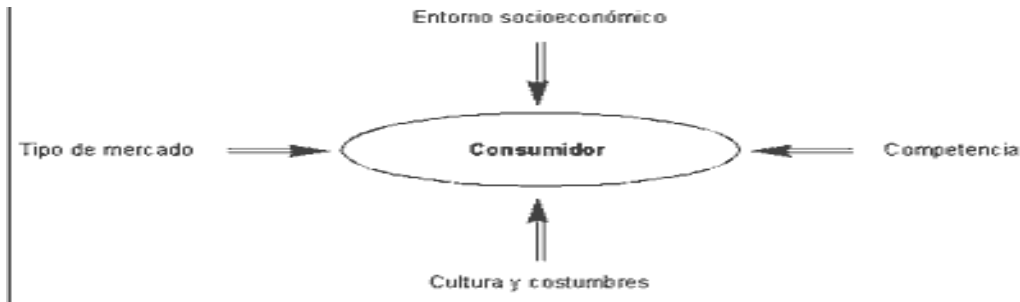 Entorno socioeconómico
Tipo de mercado
Consumidor
Competencia
Cultura y costumbres